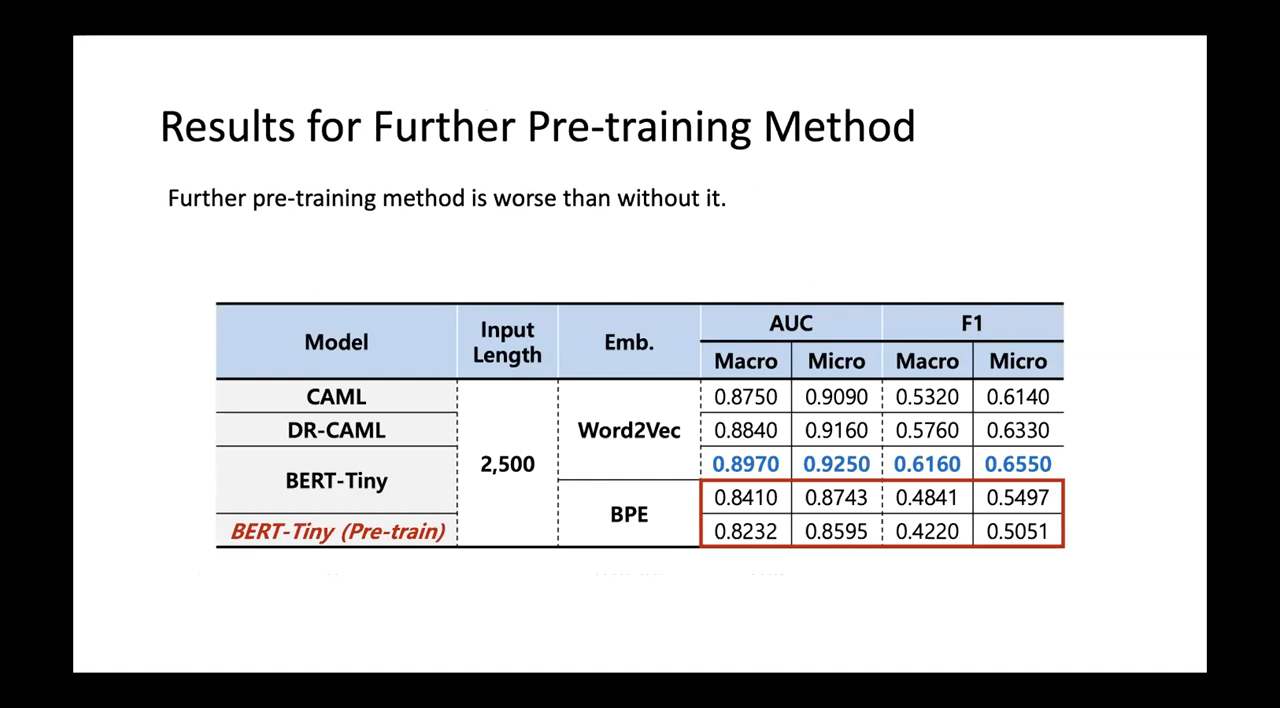 Results for Further Pre-training Method
Further pre-training method is worse than without it.
Model Input Length Emb. AUC F1
Macro Micro Macro Micro
CAML 2,500 Word2Vec 0.8750 0.9090 0.5320 0.6140
DR-CAML 0.8840 0.9160 0.5760 0.6330
BERT-Tiny 0.8970 0.9250 0.6160 0.6550
BPE 0.8410 0.8743 0.4841 0.5497
BERT-Tiny (Pre-train) 0.8232 0.8595 0.4220 0.5051